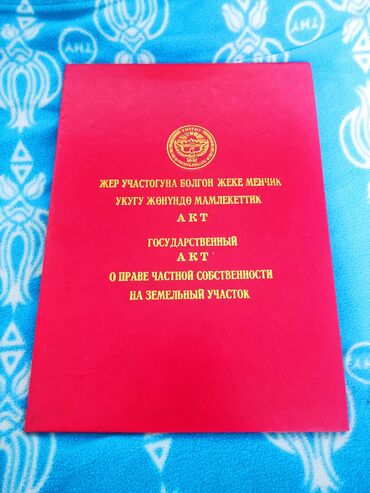 ЖЕР УЧАСТОГУНА БОЛГОН ЖЕКЕ МЕНЧИК
УКУГУ ЖӨНҮНДӨ МАМЛЕКЕТТИК
АКТ
ГОСУДАРСТВЕННЫЙ
АКТ
О ПРАВЕ ЧАСТНОЙ СОБСТВЕННОСТИ
НА ЗЕМЕЛЬНЫЙ УЧАСТОК